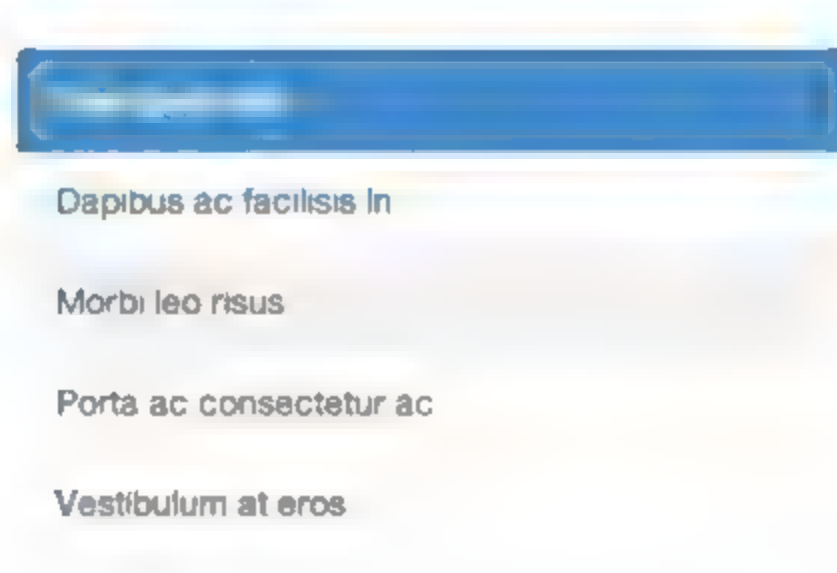 Dapibus ac facilisis in
Morbi leo risus
Porta ac consectetur ac
Vestibulum at eros